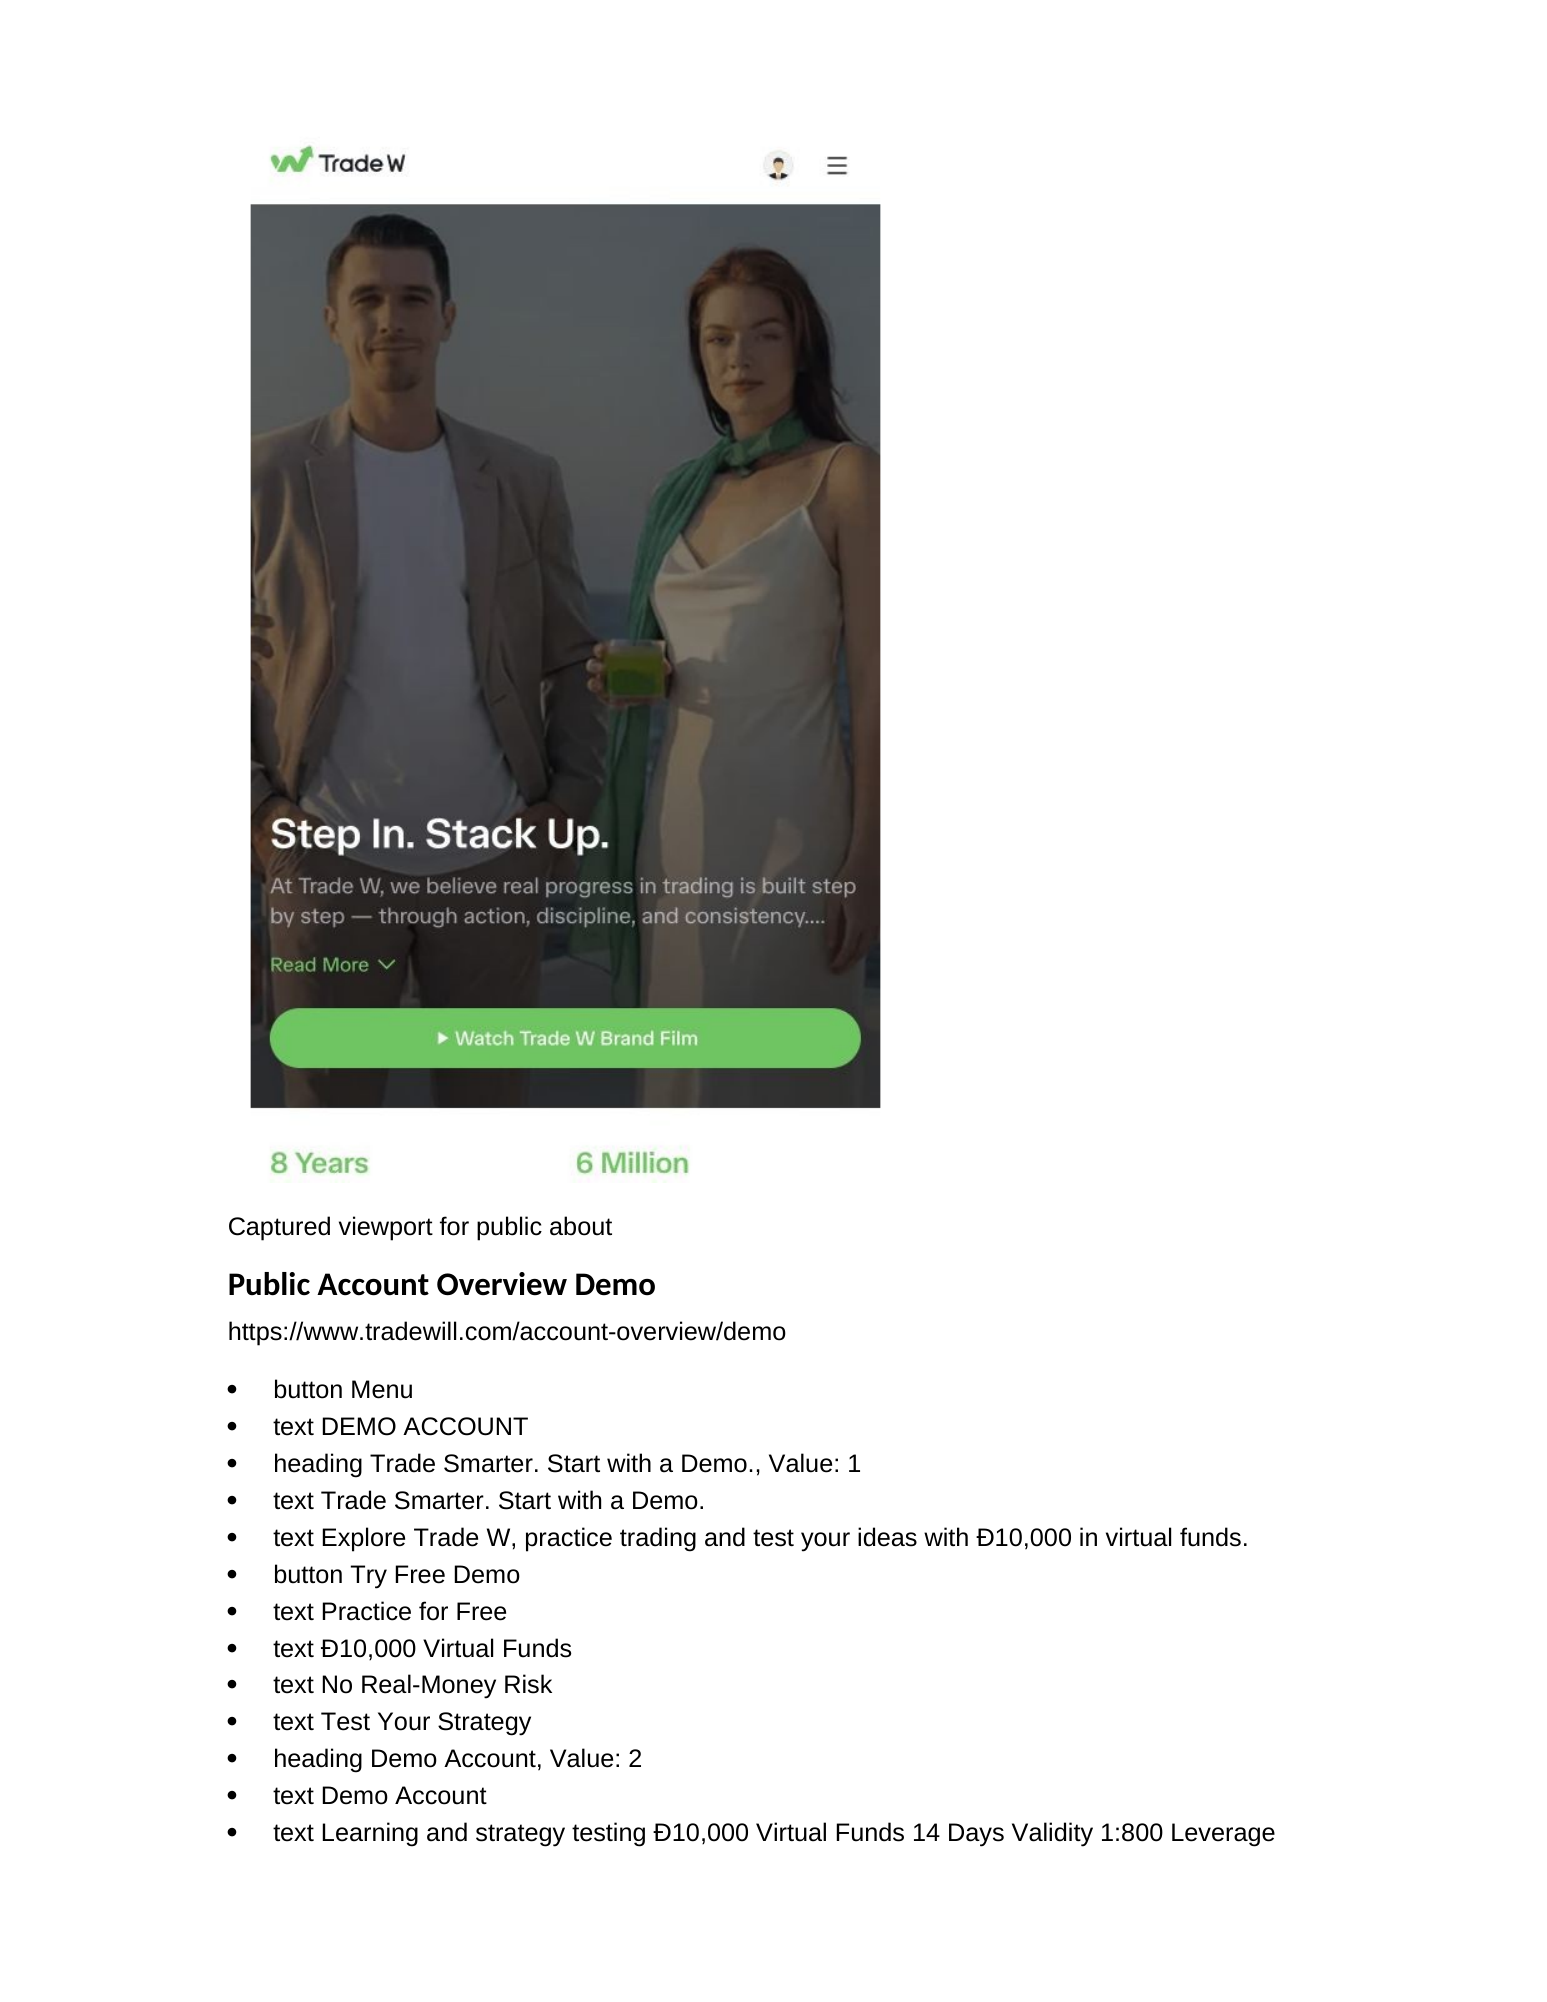 Trade W
Step In. Stack Up.
At Trade W, we believe real progress in trading is built step
by step — through action, discipline, and consistency....
Read More
Watch Trade W Brand Film
8 Years 6 Million
Captured viewport for public about
Public Account Overview Demo
https://www.tradewill.com/account-overview/demo
• button Menu
• text DEMO ACCOUNT
• heading Trade Smarter. Start with a Demo., Value: 1
• text Trade Smarter. Start with a Demo.
• text Explore Trade W, practice trading and test your ideas with Đ10,000 in virtual funds.
• button Try Free Demo
• text Practice for Free
• text Đ10,000 Virtual Funds
• text No Real-Money Risk
• text Test Your Strategy
• heading Demo Account, Value: 2
• text Demo Account
• text Learning and strategy testing Đ10,000 Virtual Funds 14 Days Validity 1:800 Leverage